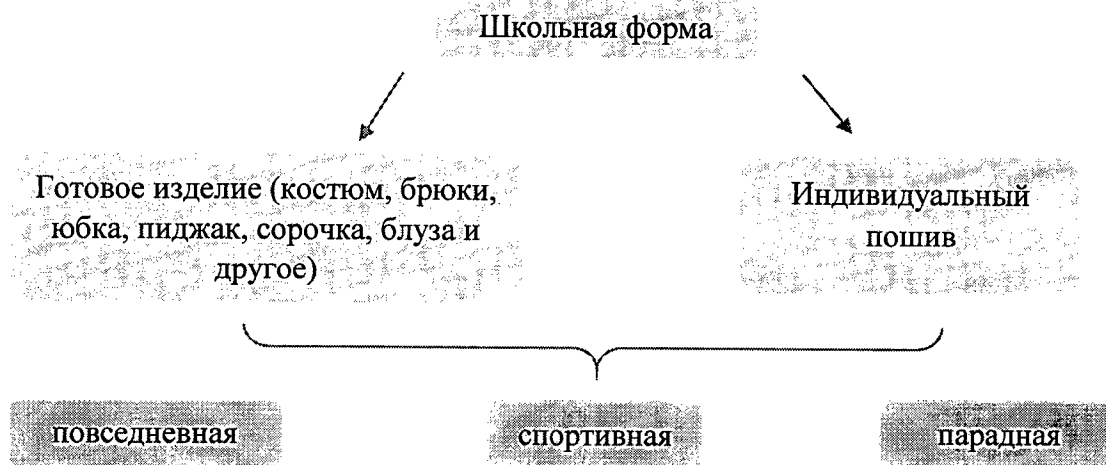 Школьная форма
Готовое изделие (костюм, брюки,
юбка, пиджак, сорочка, блуза и
другое)
Индивидуальный
пошив
повседневная
спортивная
парадная